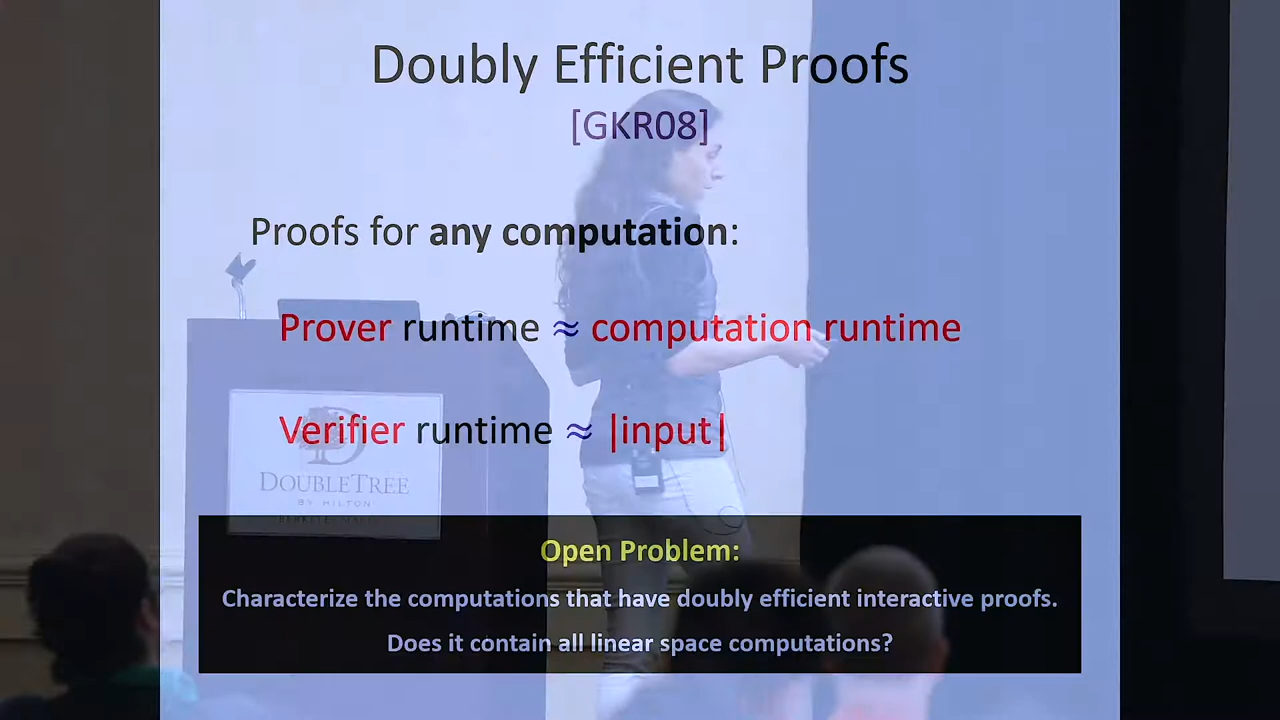 Doubly Efficient Proofs
[GKR08]
Proofs for any computation:
Prover runtime ≈ computation runtime
Verifier runtime ≈ |input|
DOUBLETREE
BY HILTON
Open Problem:
Characterize the computations that have doubly efficient interactive proofs.
Does it contain all linear space computations?